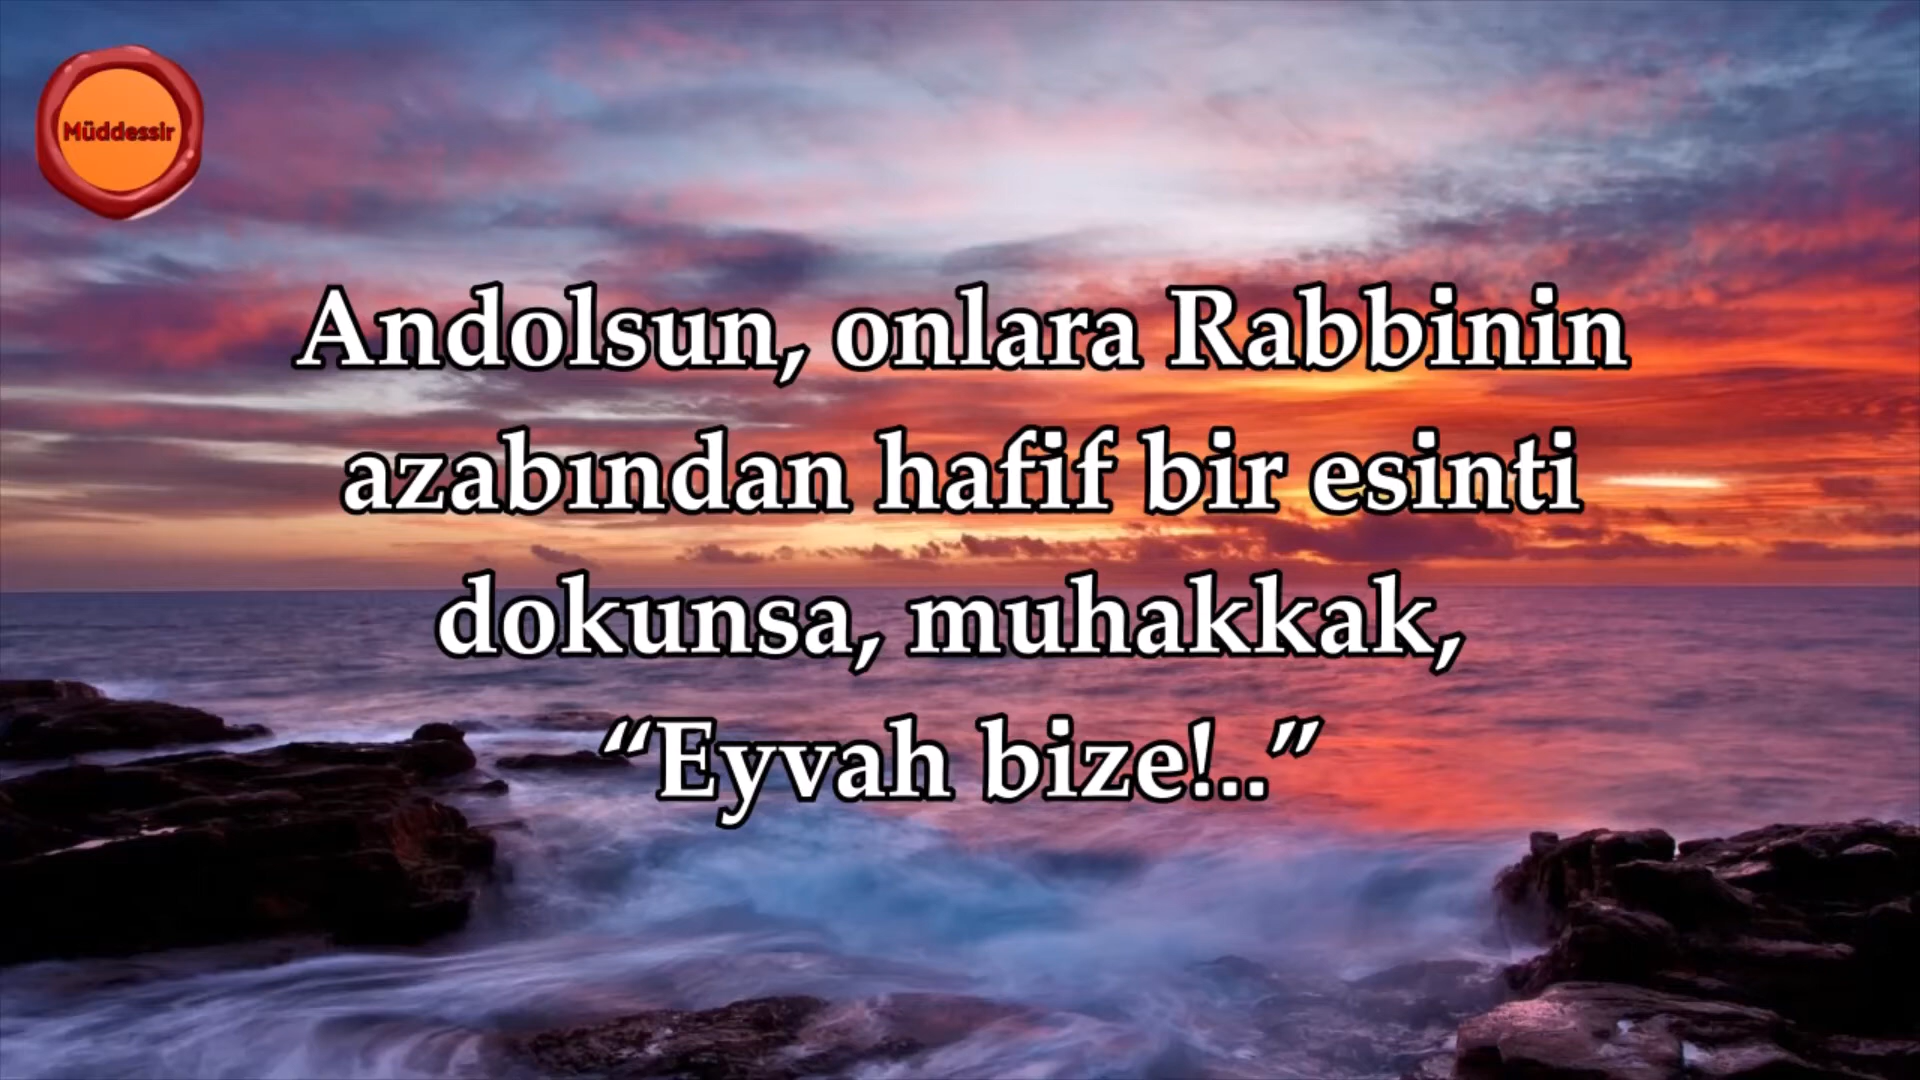 Müddessir
Andolsun, onlara Rabbinin
azabından hafif bir esinti
dokunsa, muhakkak,
“Eyvah bize!..”